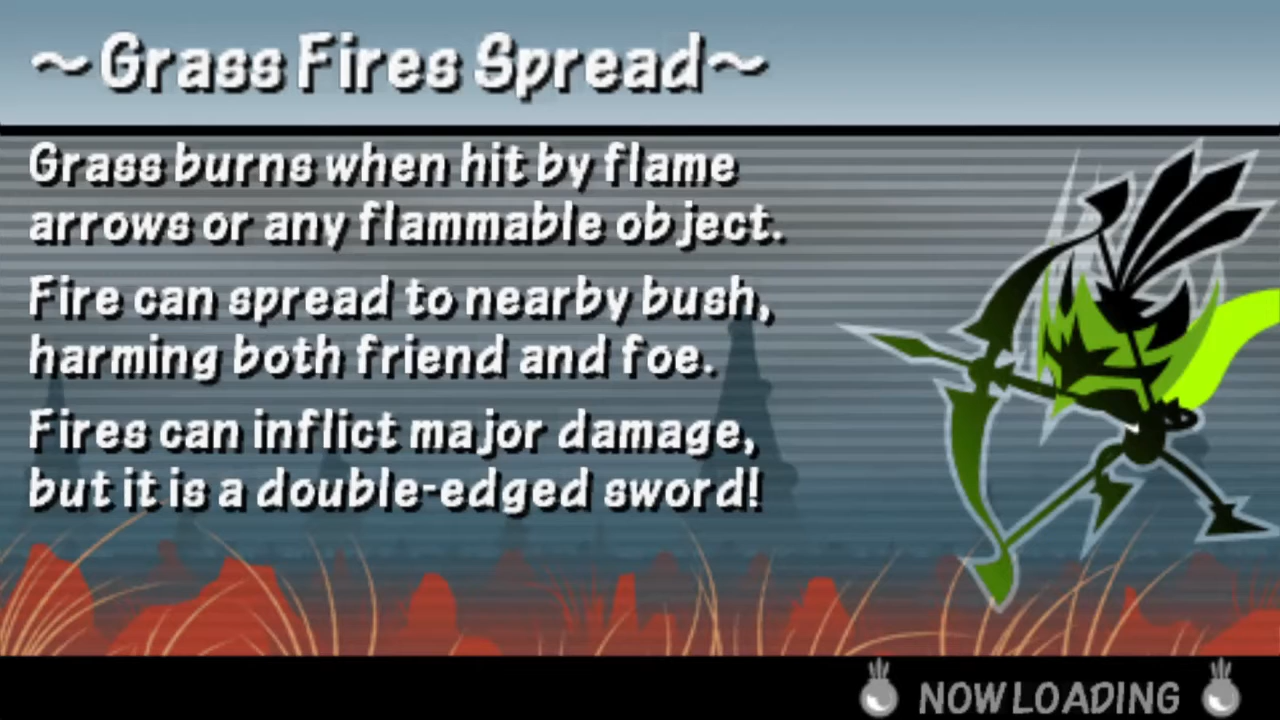 ~Grass Fires Spread~
Grass burns when hit by flame
arrows or any flammable object.
Fire can spread to nearby bush,
harming both friend and foe.
Fires can inflict major damage,
but it is a double-edged sword!
NOW LOADING